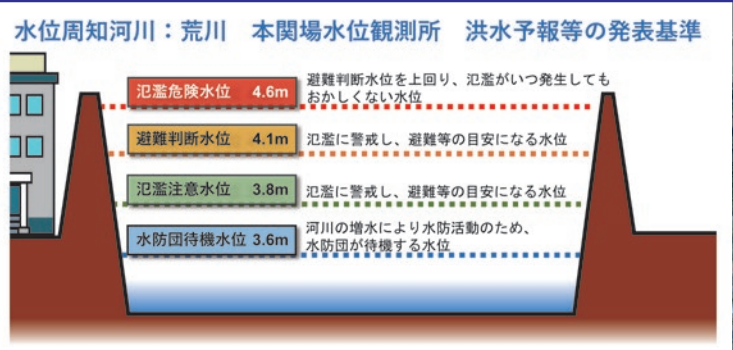 水位周知河川：荒川　本関場水位観測所　洪水予報等の発表基準
氾濫危険水位　4.6m
避難判断水位を上回り、氾濫がいつ発生しても
おかしくない水位
避難判断水位　4.1m
氾濫に警戒し、避難等の目安になる水位
氾濫注意水位　3.8m
氾濫に警戒し、避難等の目安になる水位
水防団待機水位　3.6m
河川の増水により水防活動のため、
水防団が待機する水位